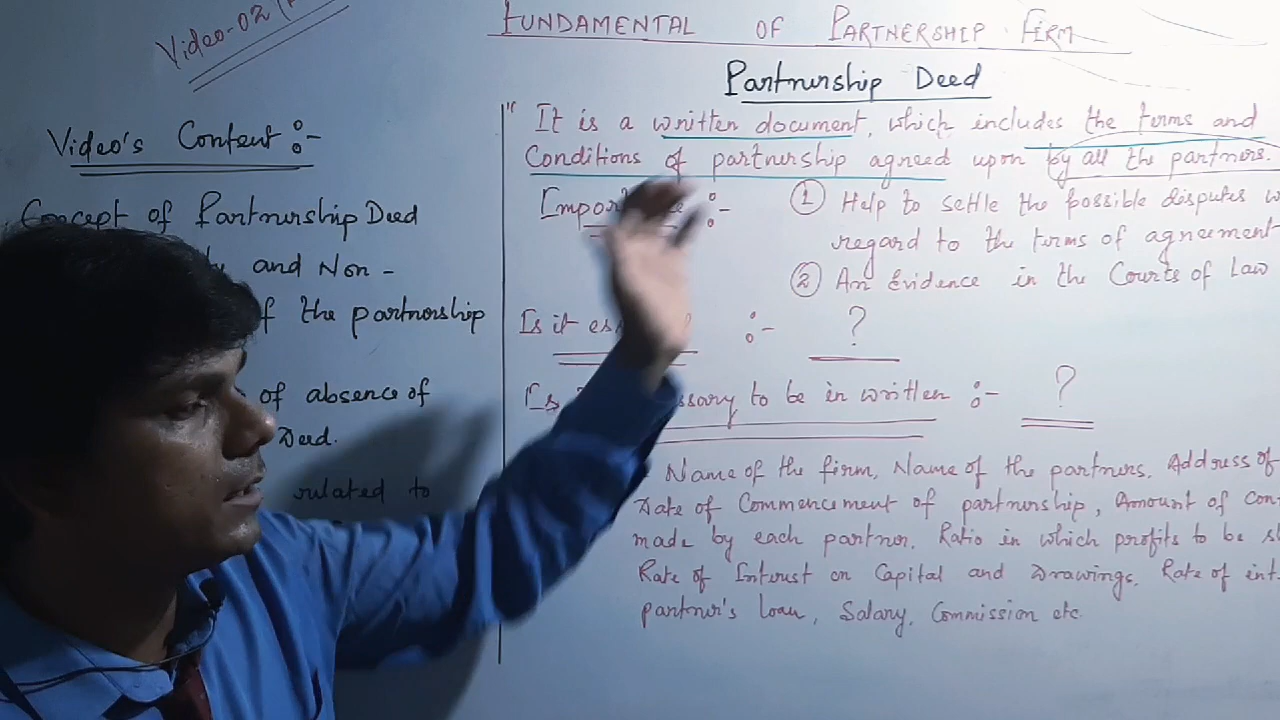 Video-02
FUNDAMENTAL OF PARTNERSHIP FIRM
Partnership Deed
Video's Content :-
Concept of Partnership Deed
and Non-
the partnership
of absence of
Deed.
related to
" It is a written document, which includes the terms and
Conditions of partnership agreed upon by all the partners.
:-
① Help to settle the possible disputes
regard to the terms of agreement
② An Evidence in the Courts of Law
Is it :- ?
to be in written :- ?
Name of the firm, Name of the partners, Address of
Date of Commencement of partnership, Amount of
made by each partner, Ratio in which profits to be
Rate of Interest on Capital and Drawings, Rate of
partner's loan, Salary, Commission etc.